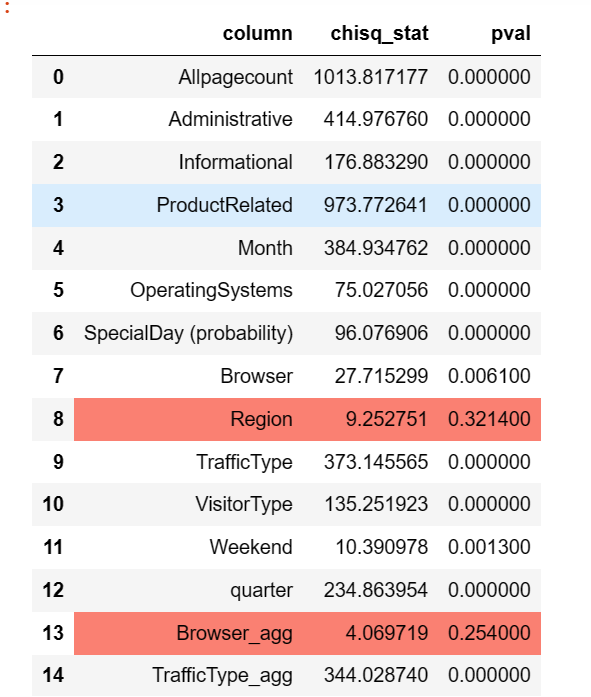 :
column chisq_stat pval
0 Allpagecount 1013.817177 0.000000
1 Administrative 414.976760 0.000000
2 Informational 176.883290 0.000000
3 ProductRelated 973.772641 0.000000
4 Month 384.934762 0.000000
5 OperatingSystems 75.027056 0.000000
6 SpecialDay (probability) 96.076906 0.000000
7 Browser 27.715299 0.006100
8 Region 9.252751 0.321400
9 TrafficType 373.145565 0.000000
10 VisitorType 135.251923 0.000000
11 Weekend 10.390978 0.001300
12 quarter 234.863954 0.000000
13 Browser_agg 4.069719 0.254000
14 TrafficType_agg 344.028740 0.000000